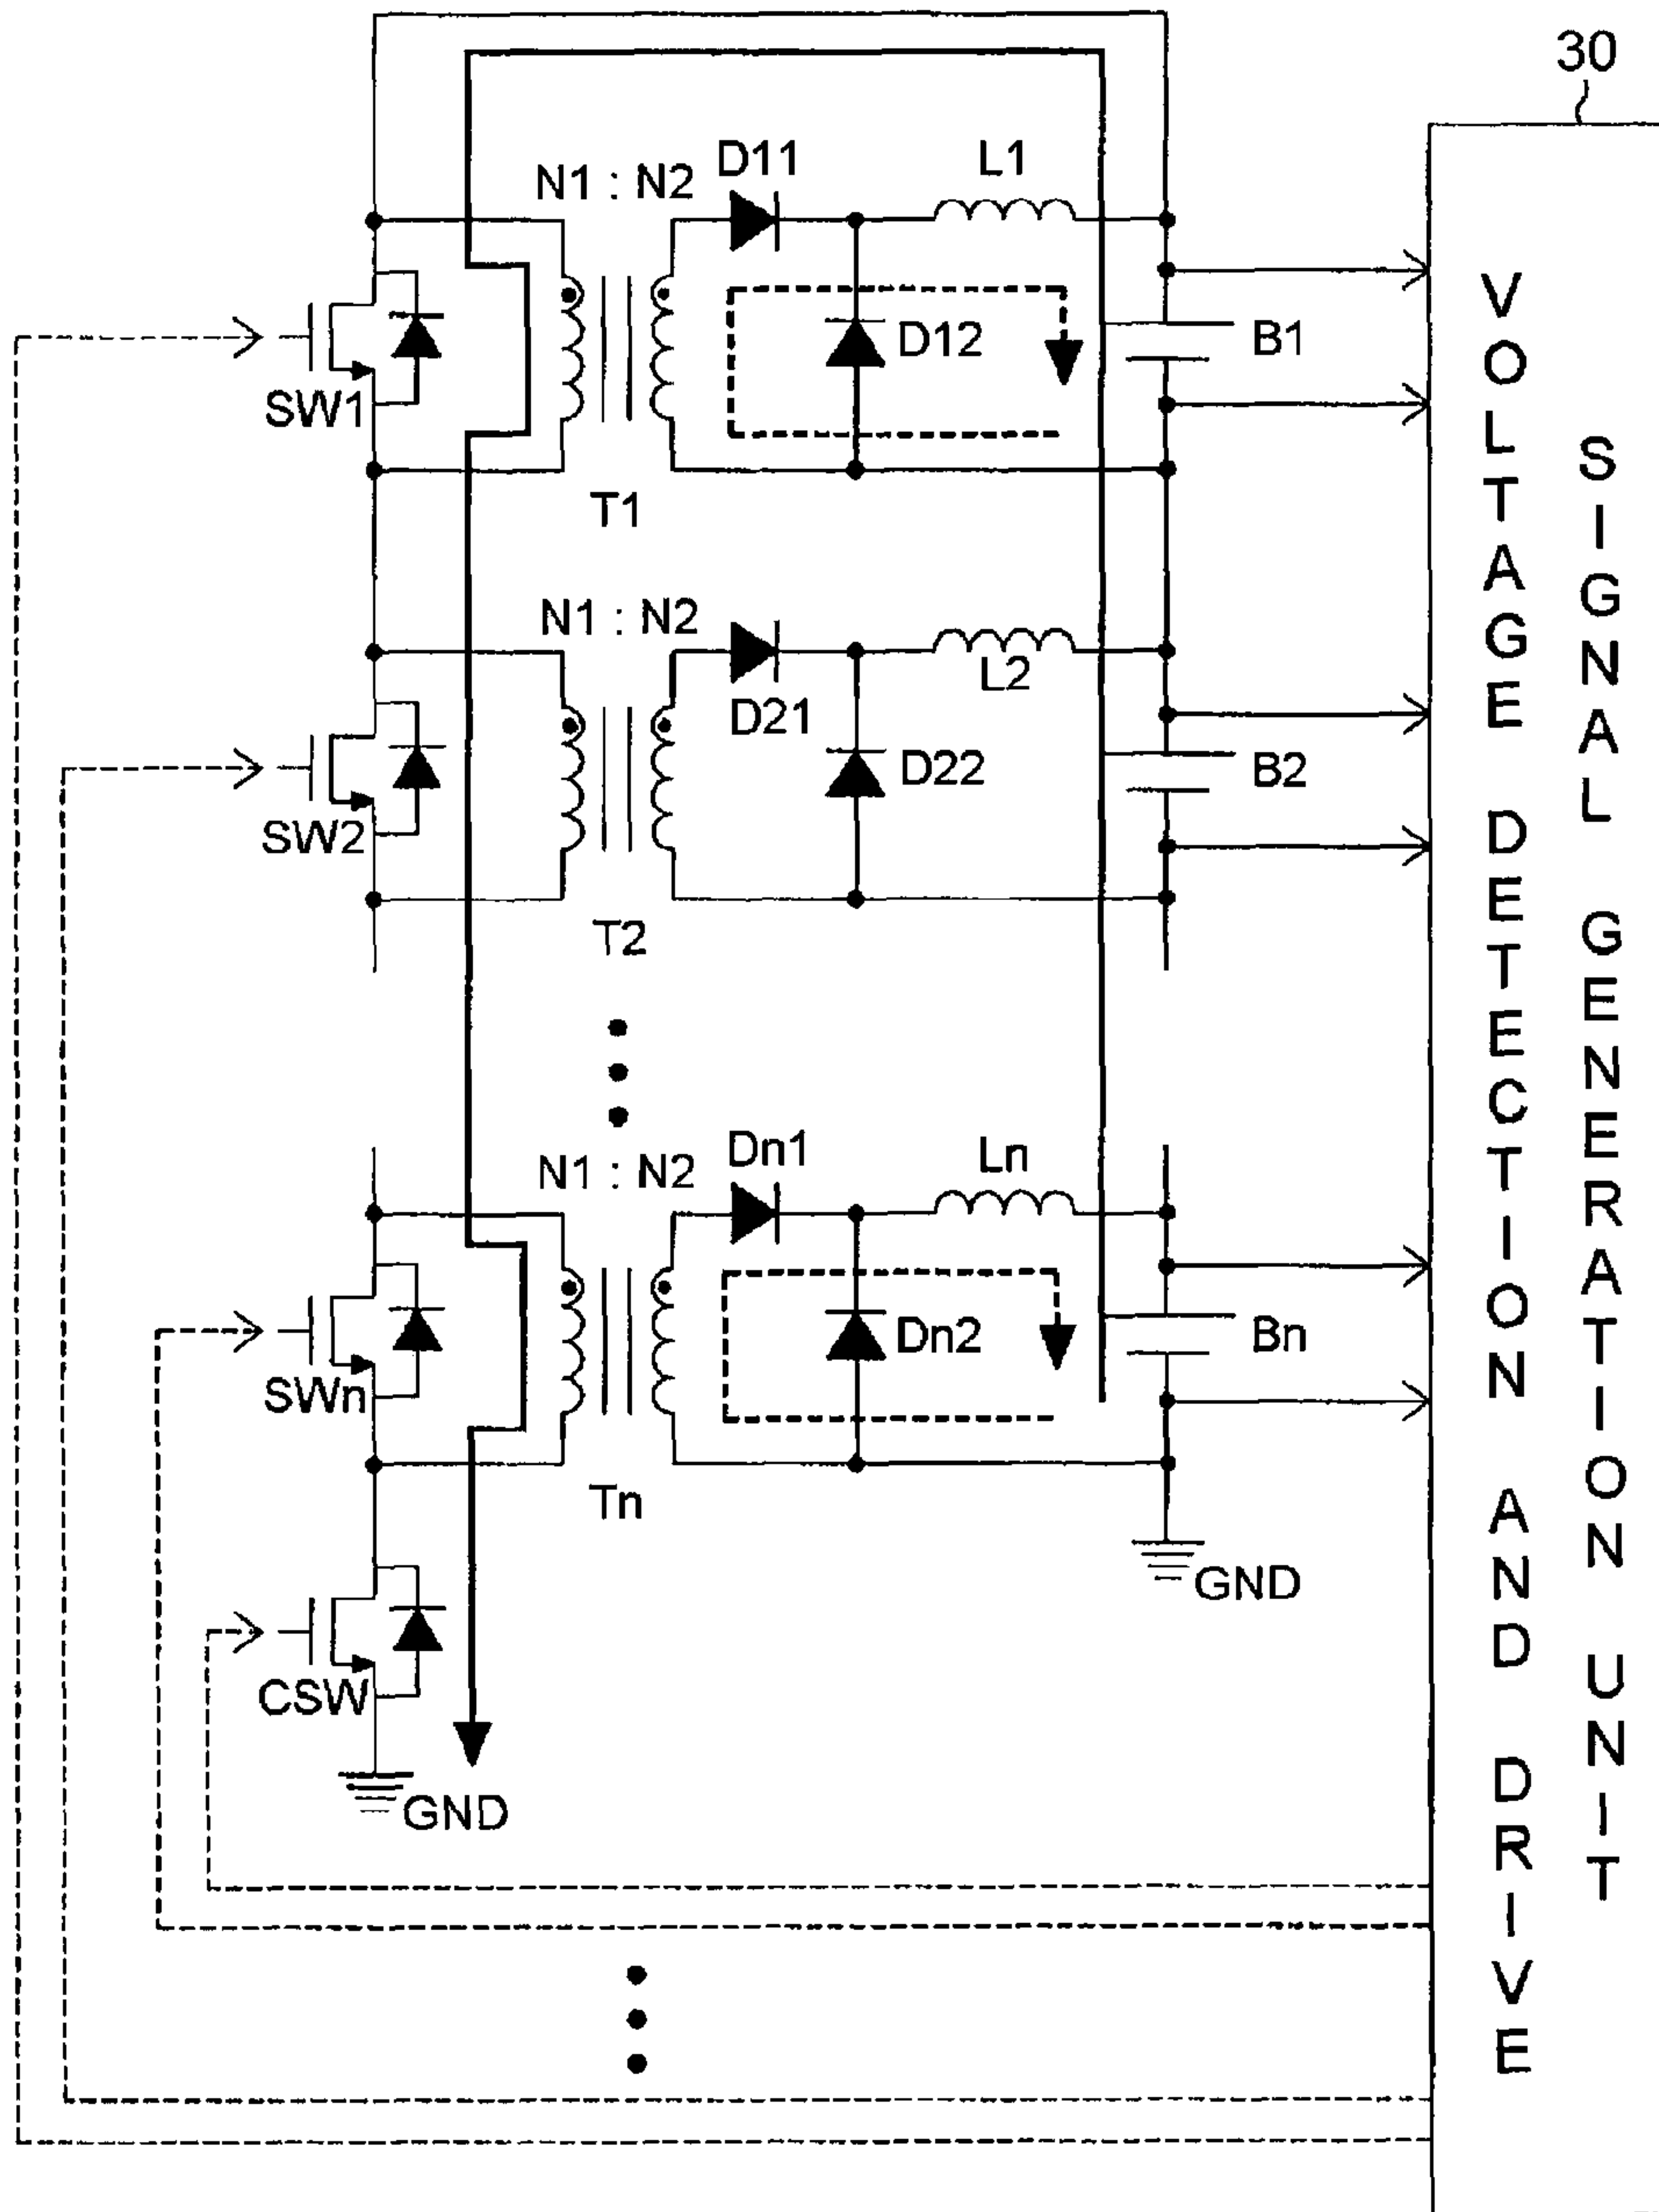 30
N1 : N2
D11
L1
D12
B1
SW1
T1
N1 : N2
D21
L2
D22
B2
SW2
T2
N1 : N2
Dn1
Ln
Dn2
Bn
SWn
Tn
GND
CSW
GND
VOLTAGE DETECTION AND DRIVE
SIGNAL GENERATION UNIT